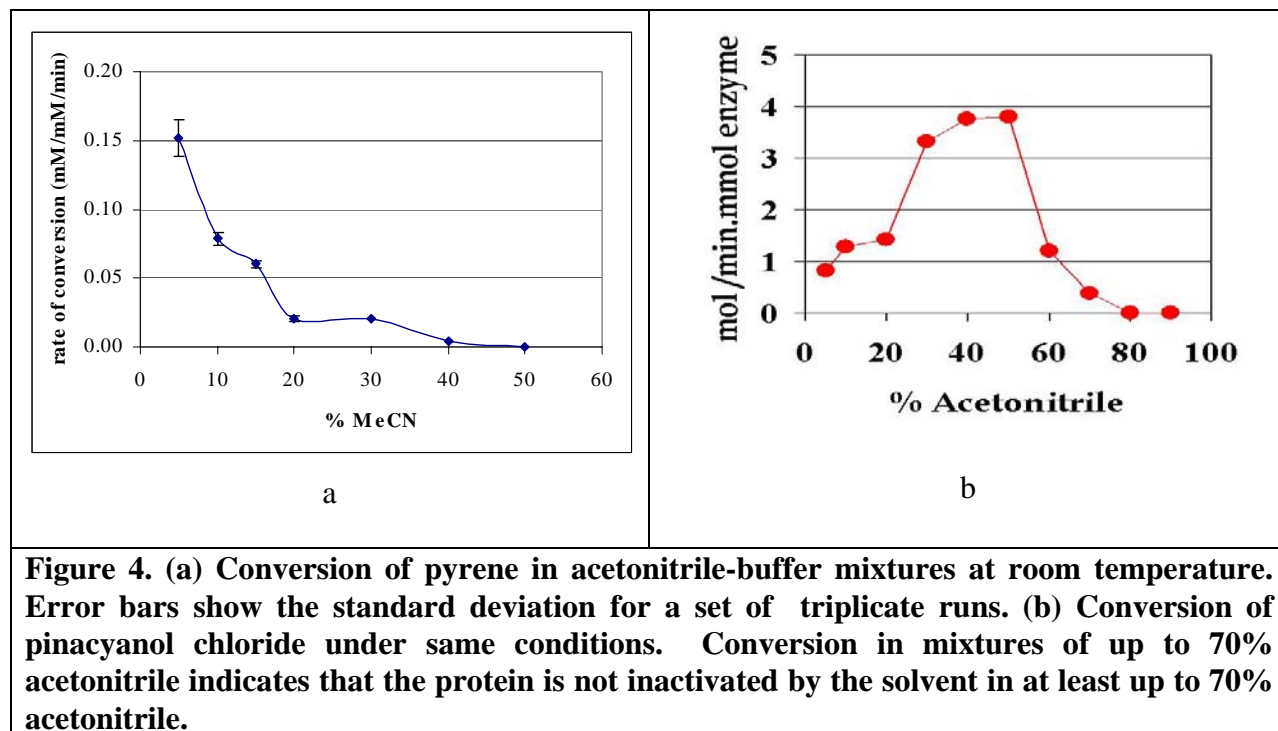 rate of conversion (mM/mM/min)
0.20
0.15
0.10
0.05
0.00
0 10 20 30 40 50 60
% MeCN
a
mol /min.mmol enzyme
5
4
3
2
1
0
0 20 40 60 80 100
% Acetonitrile
b
Figure 4. (a) Conversion of pyrene in acetonitrile-buffer mixtures at room temperature.
Error bars show the standard deviation for a set of triplicate runs. (b) Conversion of
pinacyanol chloride under same conditions. Conversion in mixtures of up to 70%
acetonitrile indicates that the protein is not inactivated by the solvent in at least up to 70%
acetonitrile.